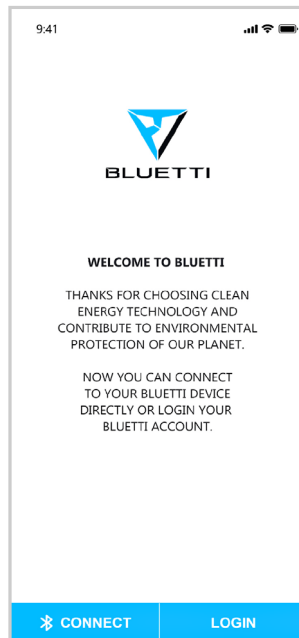 9:41
BLUETTI
WELCOME TO BLUETTI
THANKS FOR CHOOSING CLEAN
ENERGY TECHNOLOGY AND
CONTRIBUTE TO ENVIRONMENTAL
PROTECTION OF OUR PLANET.
NOW YOU CAN CONNECT
TO YOUR BLUETTI DEVICE
DIRECTLY OR LOGIN YOUR
BLUETTI ACCOUNT.
CONNECT LOGIN